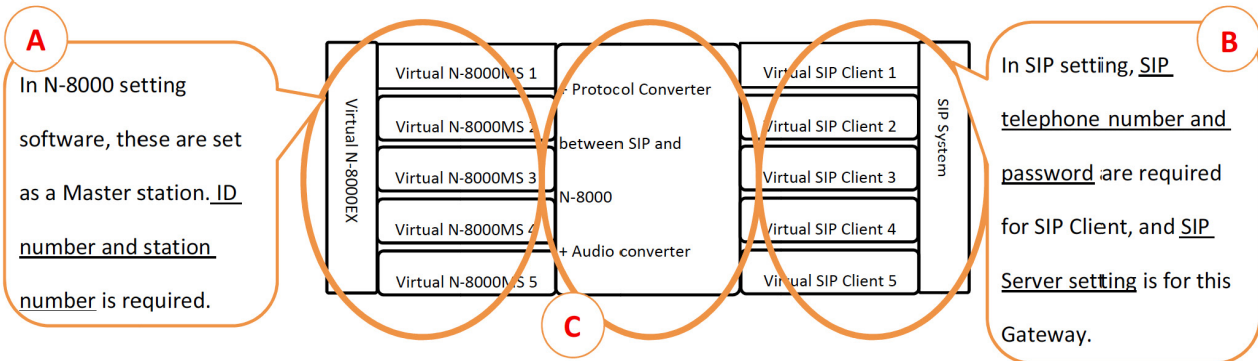 A
In N-8000 setting
software, these are set
as a Master station. ID
number and station
number is required.
Virtual N-8000EX
Virtual N-8000MS 1
Virtual N-8000MS 2
Virtual N-8000MS 3
Virtual N-8000MS 4
Virtual N-8000MS 5
+ Protocol Converter
between SIP and
N-8000
+ Audio converter
C
Virtual SIP Client 1
Virtual SIP Client 2
Virtual SIP Client 3
Virtual SIP Client 4
Virtual SIP Client 5
SIP System
B
In SIP setting, SIP
telephone number and
password are required
for SIP Client, and SIP
Server setting is for this
Gateway.